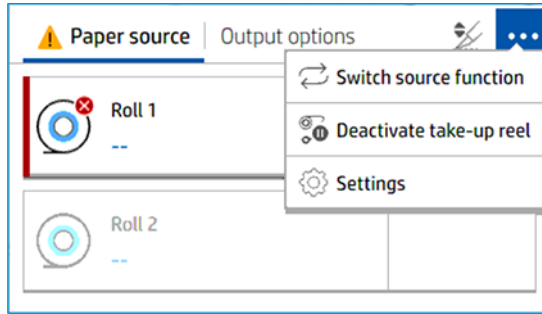 Paper source
Output options
Switch source function
Roll 1
--
Deactivate take-up reel
Settings
Roll 2
--